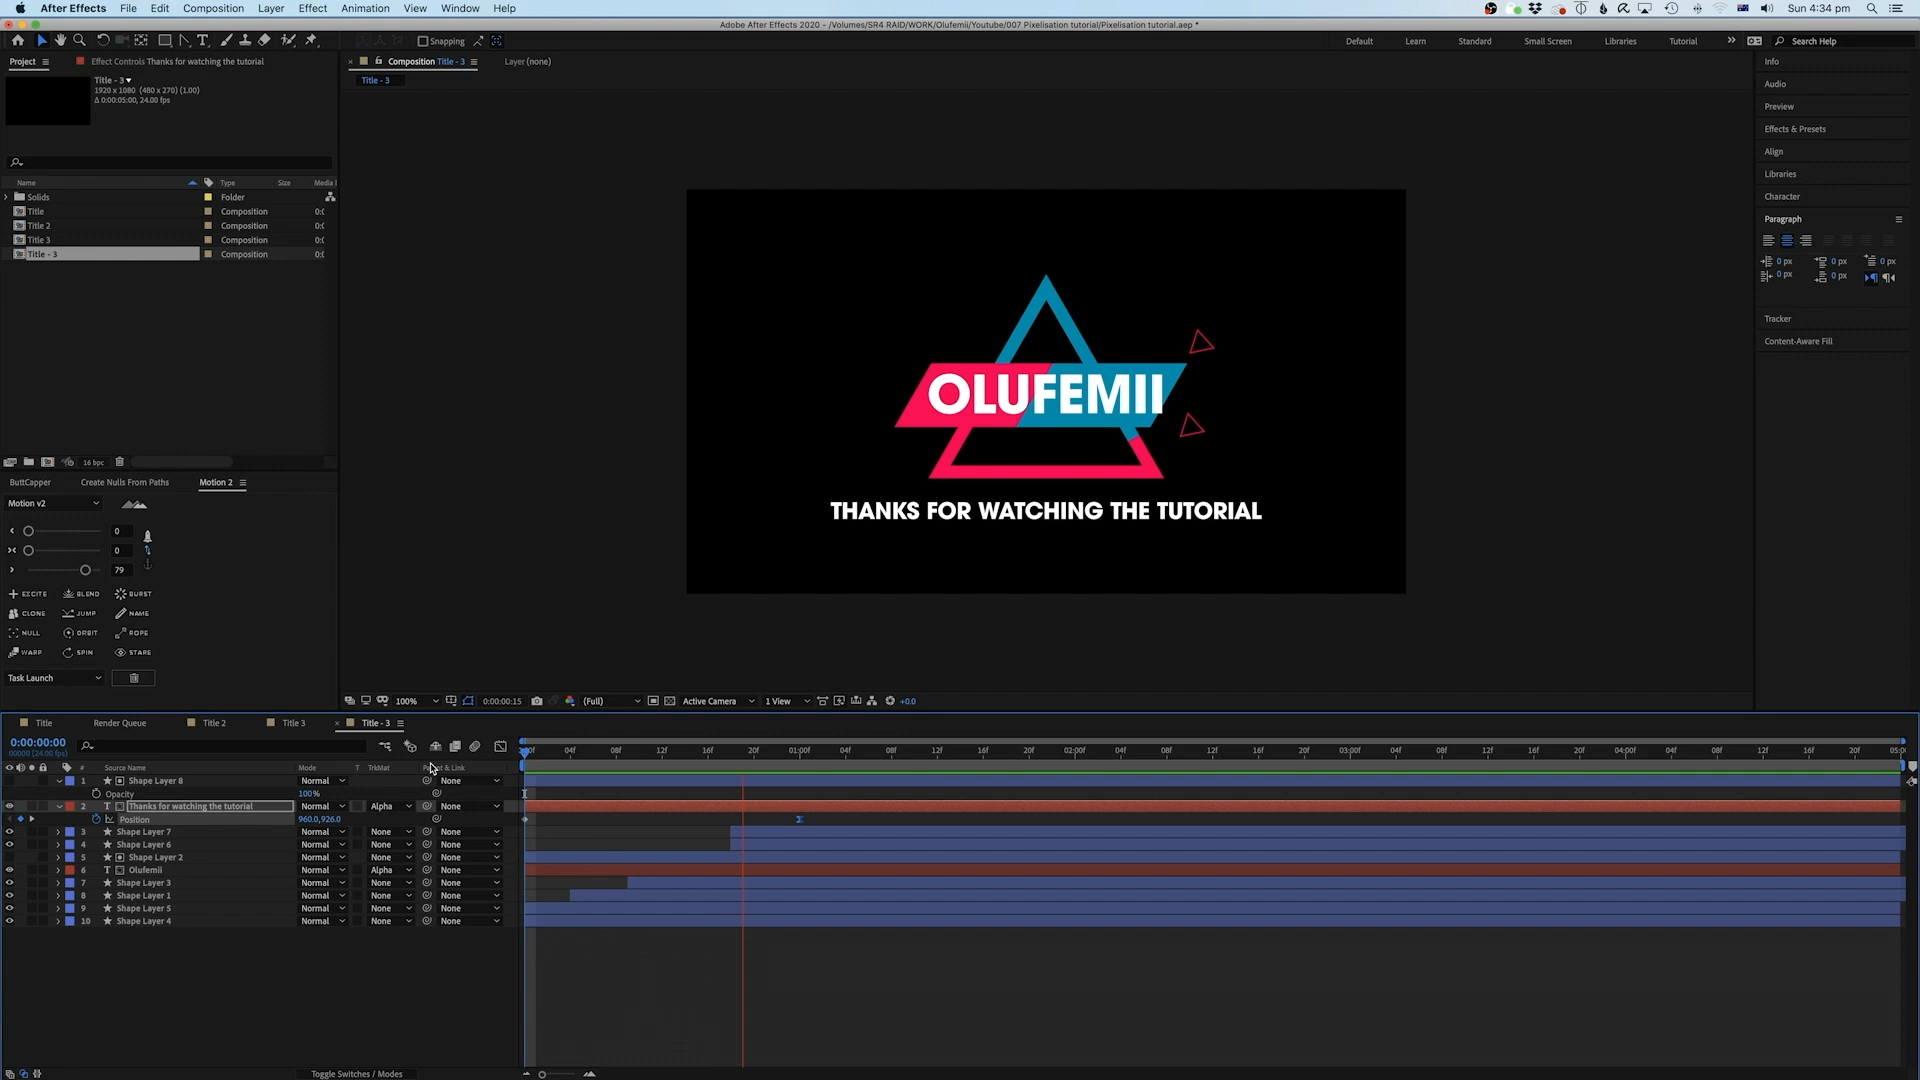 After Effects File Edit Composition Layer Effect Animation View Window Help Sun 4:34 pm
Adobe After Effects 2020 - /Volumes/SR4 RAID/WORK/Olufemii/Youtube/007 Pixelisation tutorial/Pixelisation tutorial.aep *
Snapping Default Learn Standard Small Screen Libraries Tutorial Search Help
Project Effect Controls Thanks for watching the tutorial
Composition Title - 3 Layer (none)
Title - 3
Title - 3
1920 x 1080 (480 x 270) (1.00)
Δ 0:00:05:00, 24.00 fps
Name Type Size Media
Solids Folder
Title Composition
Title 2 Composition
Title 3 Composition
Title - 3 Composition
16 bpc
ButtCapper Create Nulls From Paths Motion 2
Motion v2
0
0
79
EXCITE BLEND BURST
CLONE JUMP NAME
NULL ORBIT ROPE
WARP SPIN STARE
Task Launch
OLUFEMII
THANKS FOR WATCHING THE TUTORIAL
Info
Audio
Preview
Effects & Presets
Align
Libraries
Character
Paragraph
0 px 0 px 0 px
0 px 0 px
Tracker
Content-Aware Fill
100% 0:00:00:15 (Full) Active Camera 1 View +0.0
Title Render Queue Title 2 Title 3 Title - 3
0:00:00:00
00000 (24.00 fps)
04f 08f 12f 16f 20f 01:00f 04f 08f 12f 16f 20f 02:00f 04f 08f 12f 16f 20f 03:00f 04f 08f 12f 16f 20f 04:00f 04f 08f 12f 16f 20f
# Source Name Mode T TrkMat
1 Shape Layer 8 Normal None
Opacity 100%
2 Thanks for watching the tutorial Normal Alpha None
Position 960.0,926.0
3 Shape Layer 7 Normal None None
4 Shape Layer 6 Normal None None
5 Shape Layer 2 Normal None None
6 Olufemii Normal Alpha None
7 Shape Layer 3 Normal None None
8 Shape Layer 1 Normal None None
9 Shape Layer 5 Normal None None
10 Shape Layer 4 Normal None None
Toggle Switches / Modes